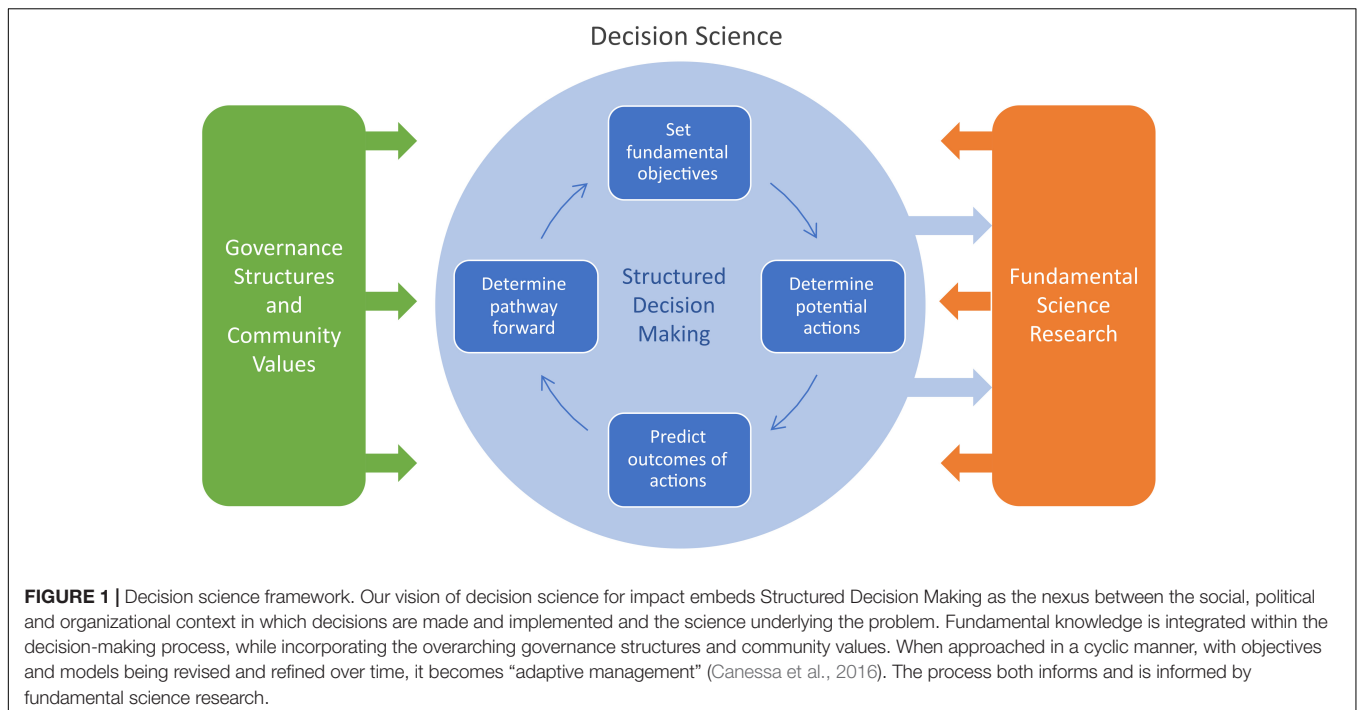 Decision Science
Governance
Structures
and
Community
Values
Set
fundamental
objectives
Determine
pathway
forward
Structured
Decision
Making
Determine
potential
actions
Predict
outcomes of
actions
Fundamental
Science
Research
FIGURE 1 | Decision science framework. Our vision of decision science for impact embeds Structured Decision Making as the nexus between the social, political
and organizational context in which decisions are made and implemented and the science underlying the problem. Fundamental knowledge is integrated within the
decision-making process, while incorporating the overarching governance structures and community values. When approached in a cyclic manner, with objectives
and models being revised and refined over time, it becomes “adaptive management” (Canessa et al., 2016). The process both informs and is informed by
fundamental science research.